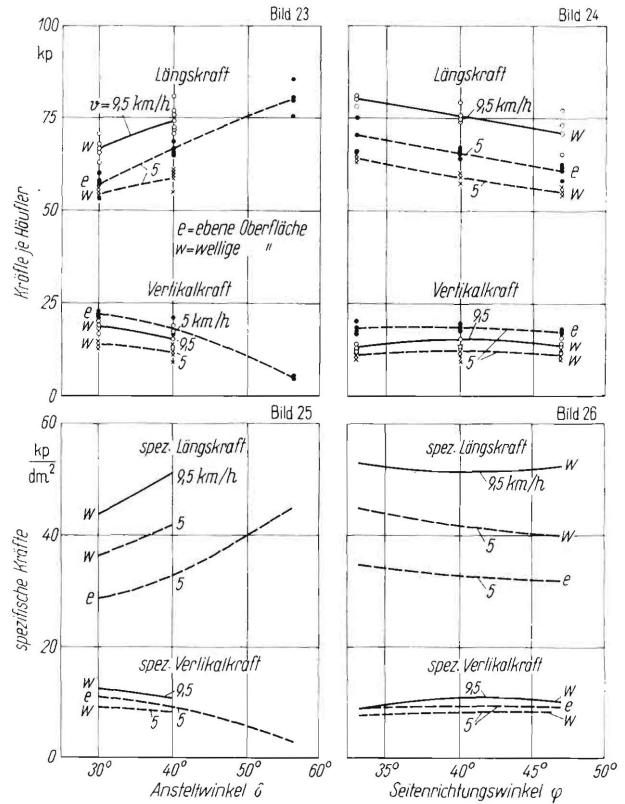 Bild 23
100
kp
75
50
25
0
Kräfte je Häufler
Längskraft
v = 9,5 km/h
w
e
w
5
e = ebene Oberfläche
w = wellige "
Vertikalkraft
e
w
w
5 km/h
9,5
5
Bild 24
Längskraft
9,5 km/h
w
5
e
w
Vertikalkraft
9,5
e
w
5
w
Bild 25
60
kp
dm²
40
20
0
spezifische Kräfte
spez. Längskraft
9,5 km/h
w
w
5
e
5
spez. Vertikalkraft
w
e
w
9,5
5
5
30° 40° 50° 60°
Anstellwinkel δ
Bild 26
spez. Längskraft
w
9,5 km/h
5
w
5
e
spez. Vertikalkraft
9,5
w
e
5
w
35° 40° 45° 50°
Seitenrichtungswinkel φ